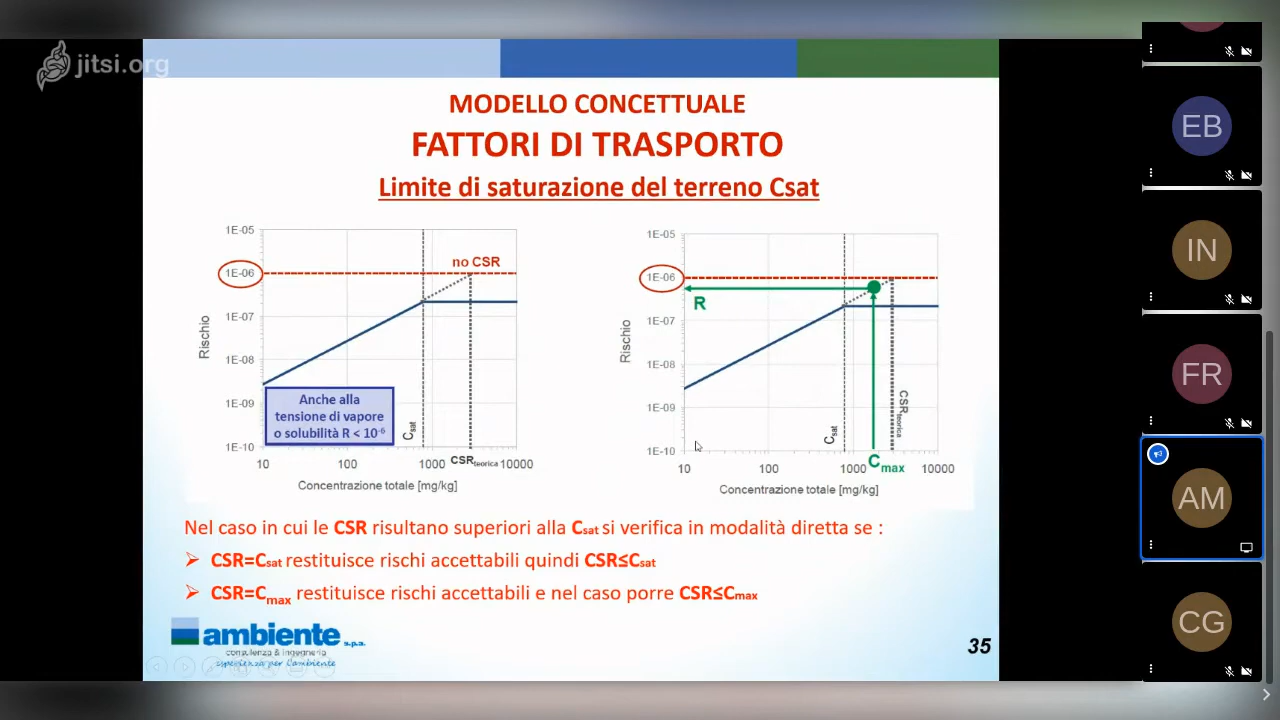 jitsi.org
MODELLO CONCETTUALE
FATTORI DI TRASPORTO
Limite di saturazione del terreno Csat
1E-05
1E-06
1E-07
1E-08
1E-09
1E-10
Rischio
no CSR
Anche alla
tensione di vapore
o solubilità R < 10-6
Csat
10
100
1000
CSRteorica
10000
Concentrazione totale [mg/kg]
1E-05
1E-06
1E-07
1E-08
1E-09
1E-10
Rischio
R
Csat
CSRteorica
10
100
1000
Cmax
10000
Concentrazione totale [mg/kg]
Nel caso in cui le CSR risultano superiori alla Csat si verifica in modalità diretta se :
CSR=Csat restituisce rischi accettabili quindi CSR≤Csat
CSR=Cmax restituisce rischi accettabili e nel caso porre CSR≤Cmax
ambiente s.p.a.
consulenza & ingegneria
esperienza per l'ambiente
35
EB
IN
FR
AM
CG